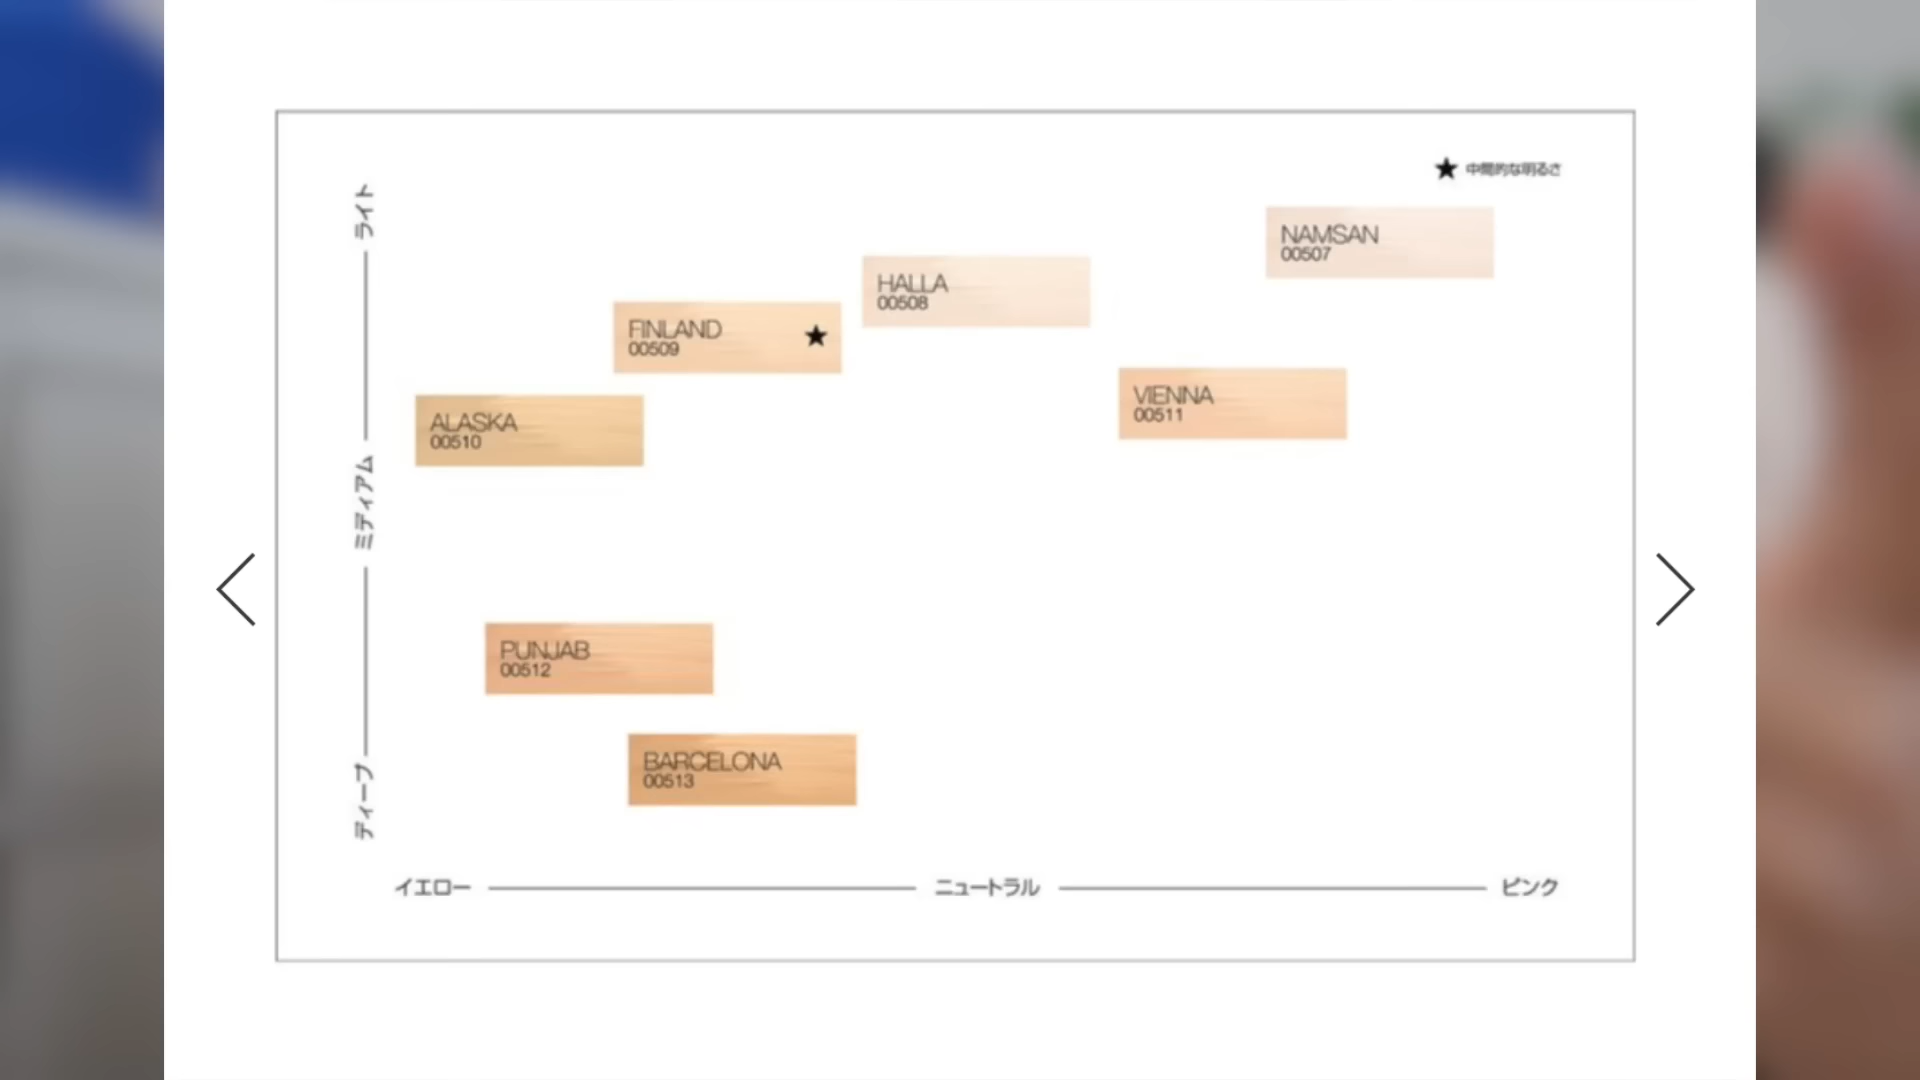 ★ 中間的な明るさ
ライト
NAMSAN
00507
HALLA
00508
FINLAND
00509
★
VIENNA
00511
ALASKA
00510
ミディアム
PUNJAB
00512
BARCELONA
00513
ディープ
イエロー
ニュートラル
ピンク